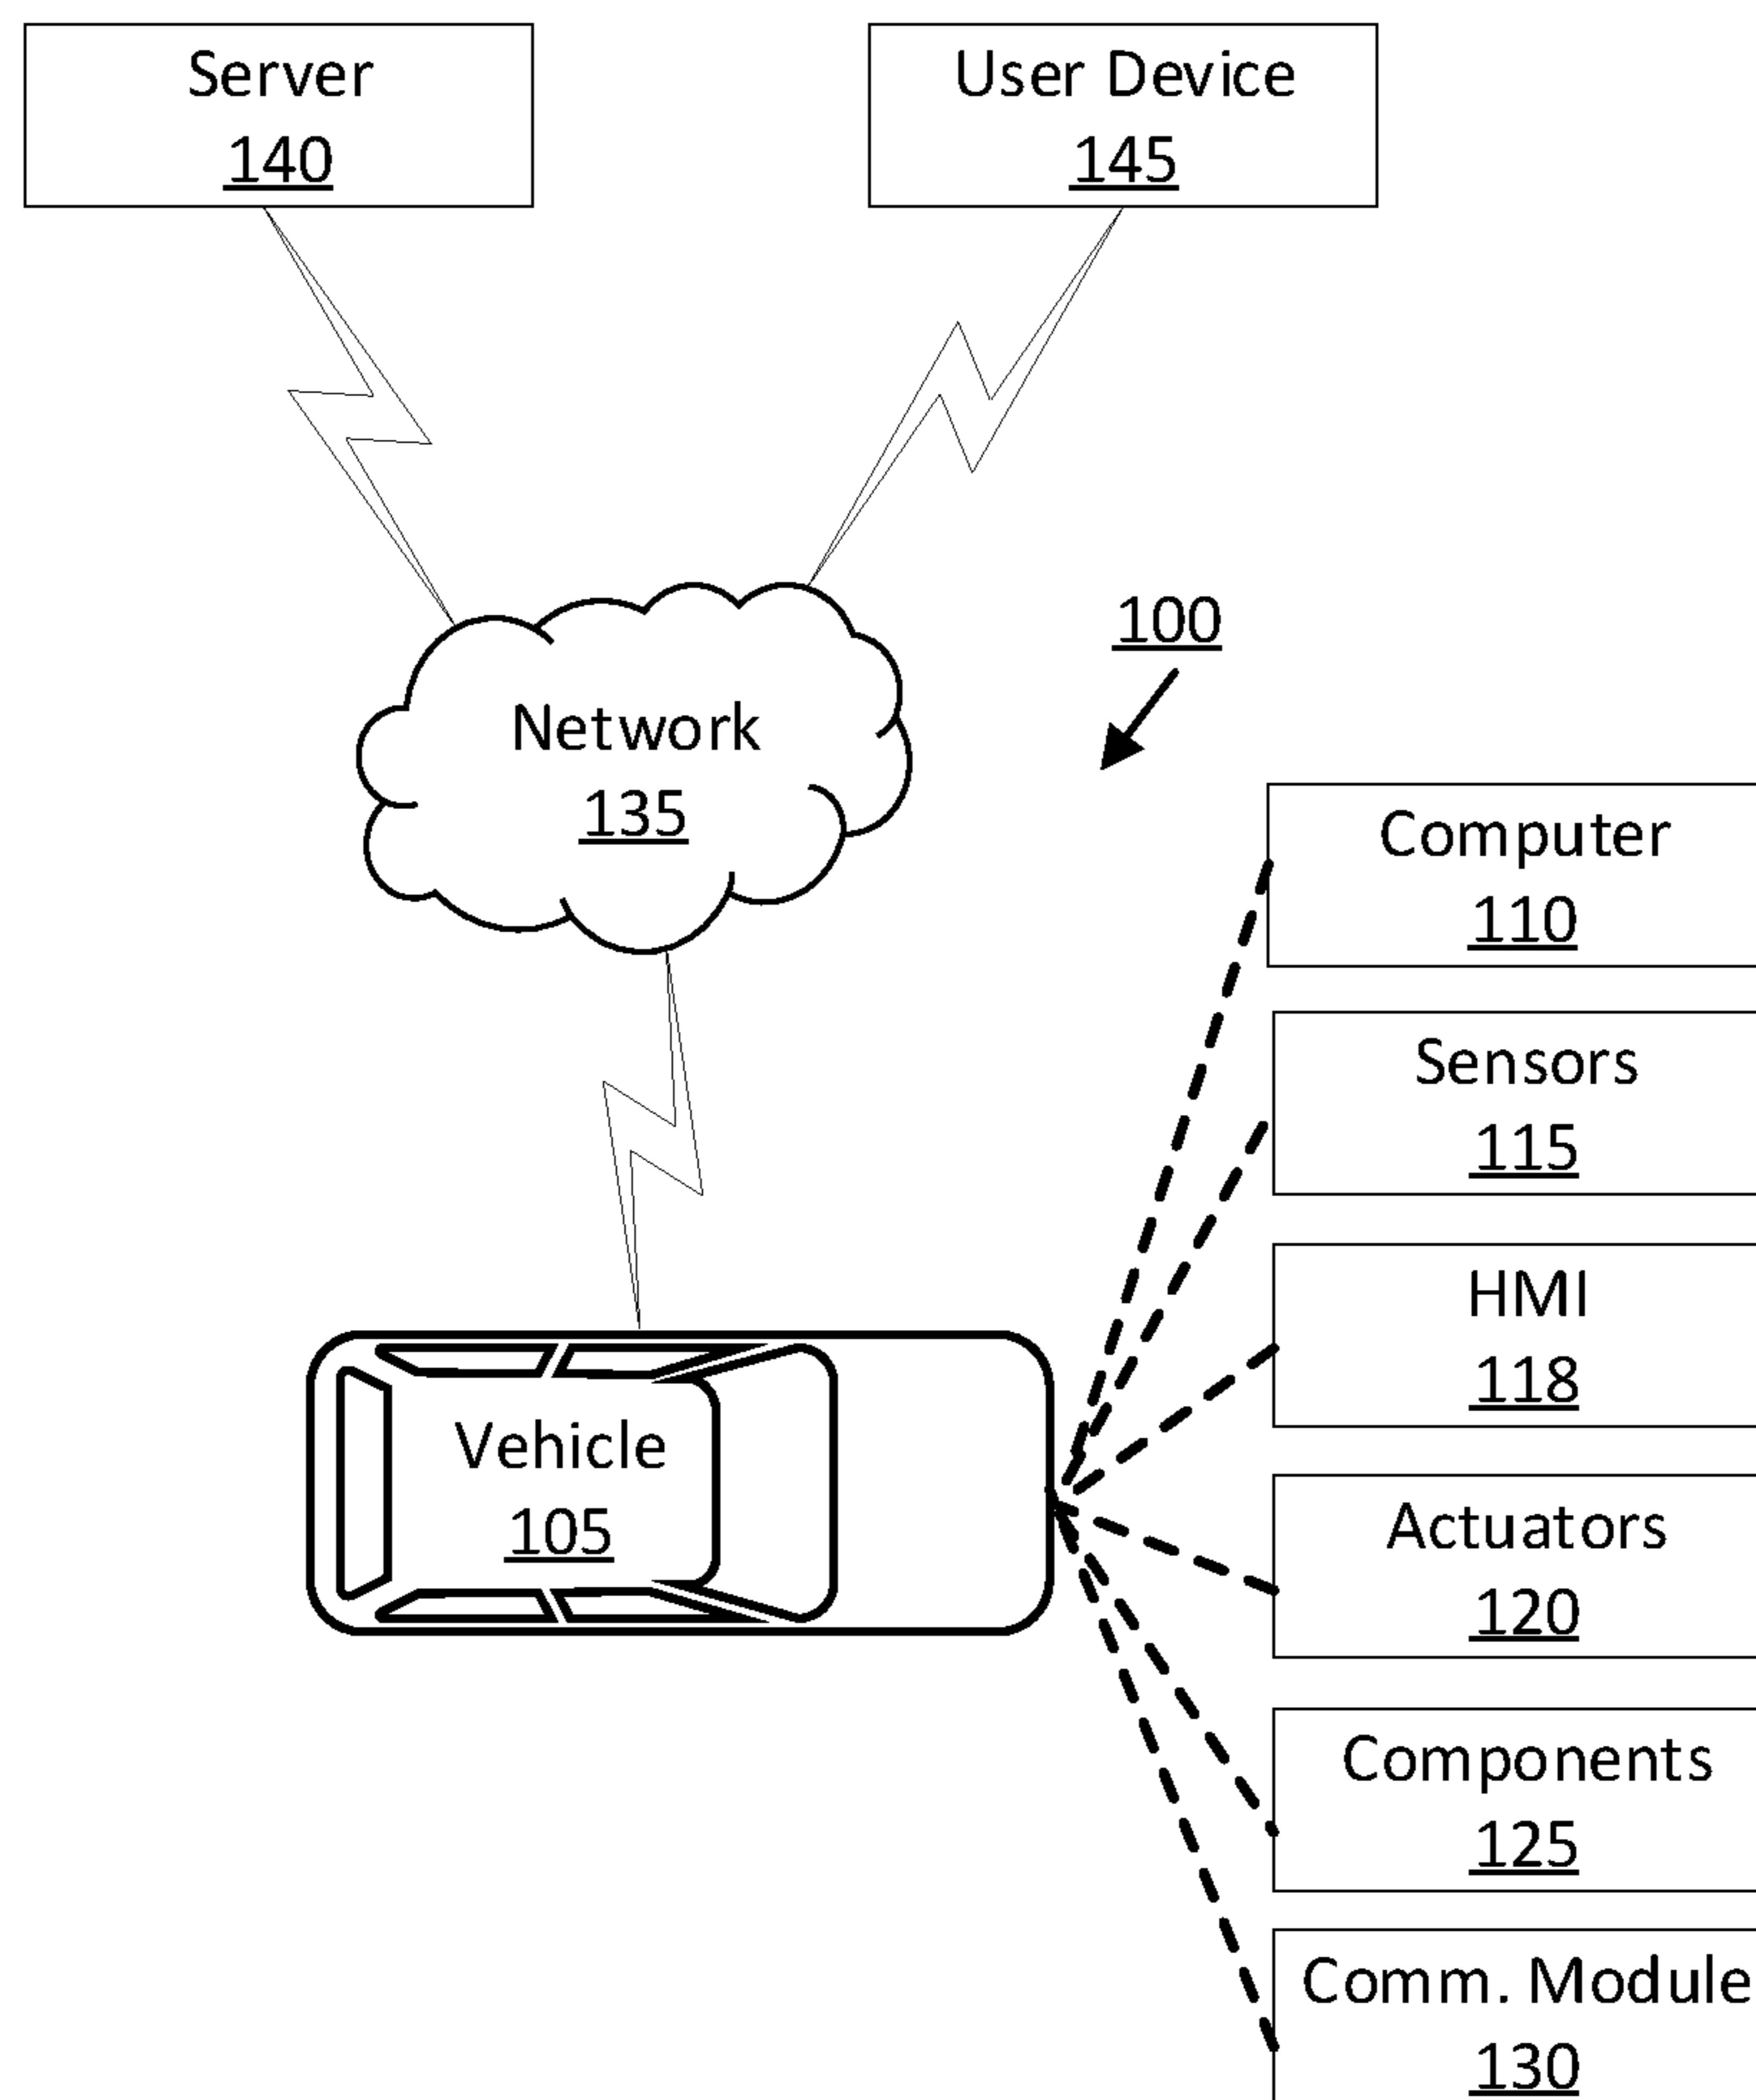 Server
140
User Device
145
Network
135
100
Computer
110
Sensors
115
HMI
118
Vehicle
105
Actuators
120
Components
125
Comm. Module
130